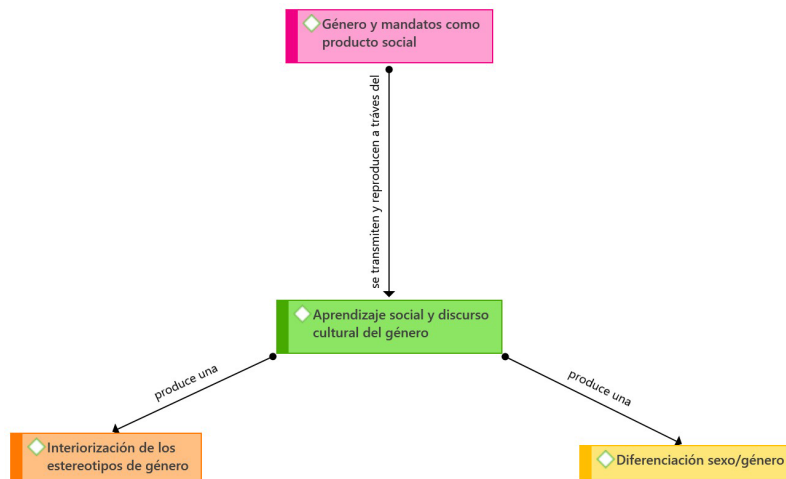 Género y mandatos como
producto social
se transmiten y reproducen a tráves del
Aprendizaje social y discurso
cultural del género
produce una
produce una
Interiorización de los
estereotipos de género
Diferenciación sexo/género